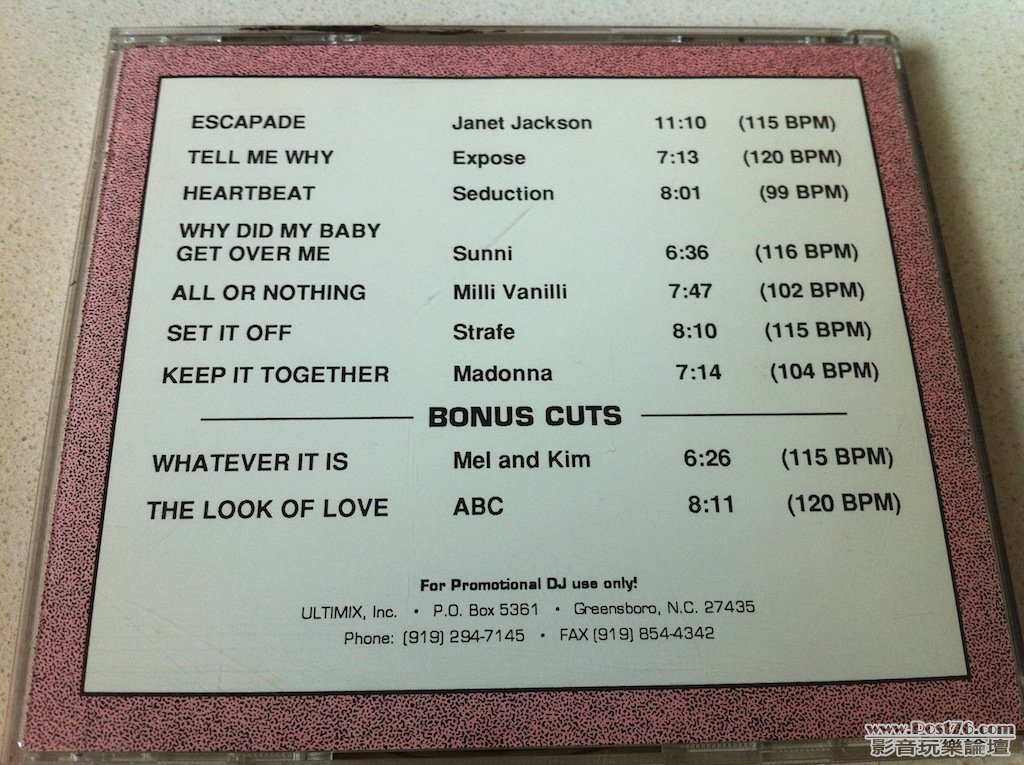 ESCAPADE Janet Jackson 11:10 (115 BPM)
TELL ME WHY Expose 7:13 (120 BPM)
HEARTBEAT Seduction 8:01 (99 BPM)
WHY DID MY BABY
GET OVER ME Sunni 6:36 (116 BPM)
ALL OR NOTHING Milli Vanilli 7:47 (102 BPM)
SET IT OFF Strafe 8:10 (115 BPM)
KEEP IT TOGETHER Madonna 7:14 (104 BPM)
BONUS CUTS
WHATEVER IT IS Mel and Kim 6:26 (115 BPM)
THE LOOK OF LOVE ABC 8:11 (120 BPM)
For Promotional DJ use only!
ULTIMIX, Inc. • P.O. Box 5361 • Greensboro, N.C. 27435
Phone: (919) 294-7145 • FAX (919) 854-4342
www.Post76.com
影音玩樂論壇